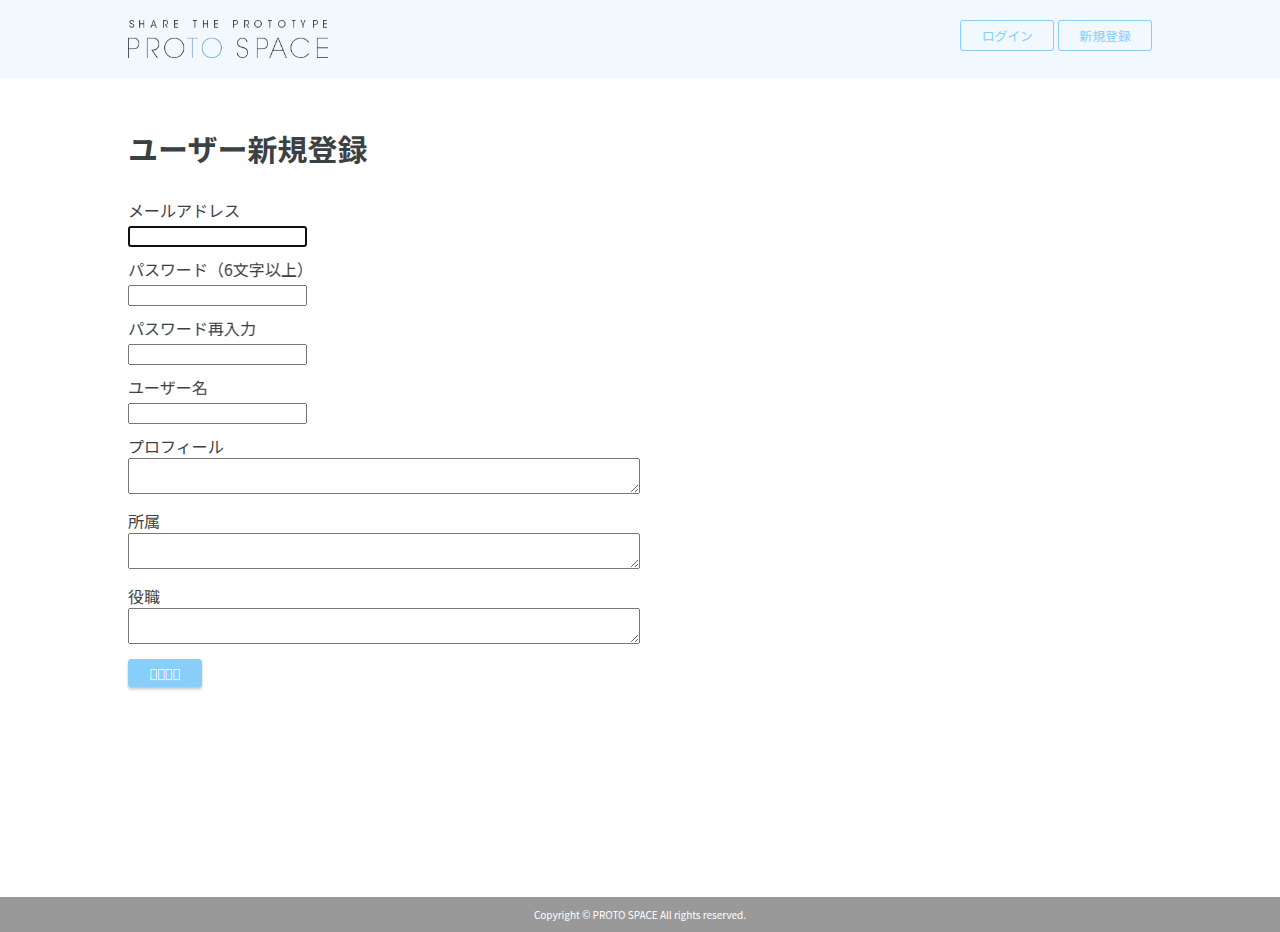 SHARE THE PROTOTYPE
PROTO SPACE
ログイン
新規登録
ユーザー新規登録
メールアドレス
パスワード（6文字以上）
パスワード再入力
ユーザー名
プロフィール
所属
役職
Copyright © PROTO SPACE All rights reserved.